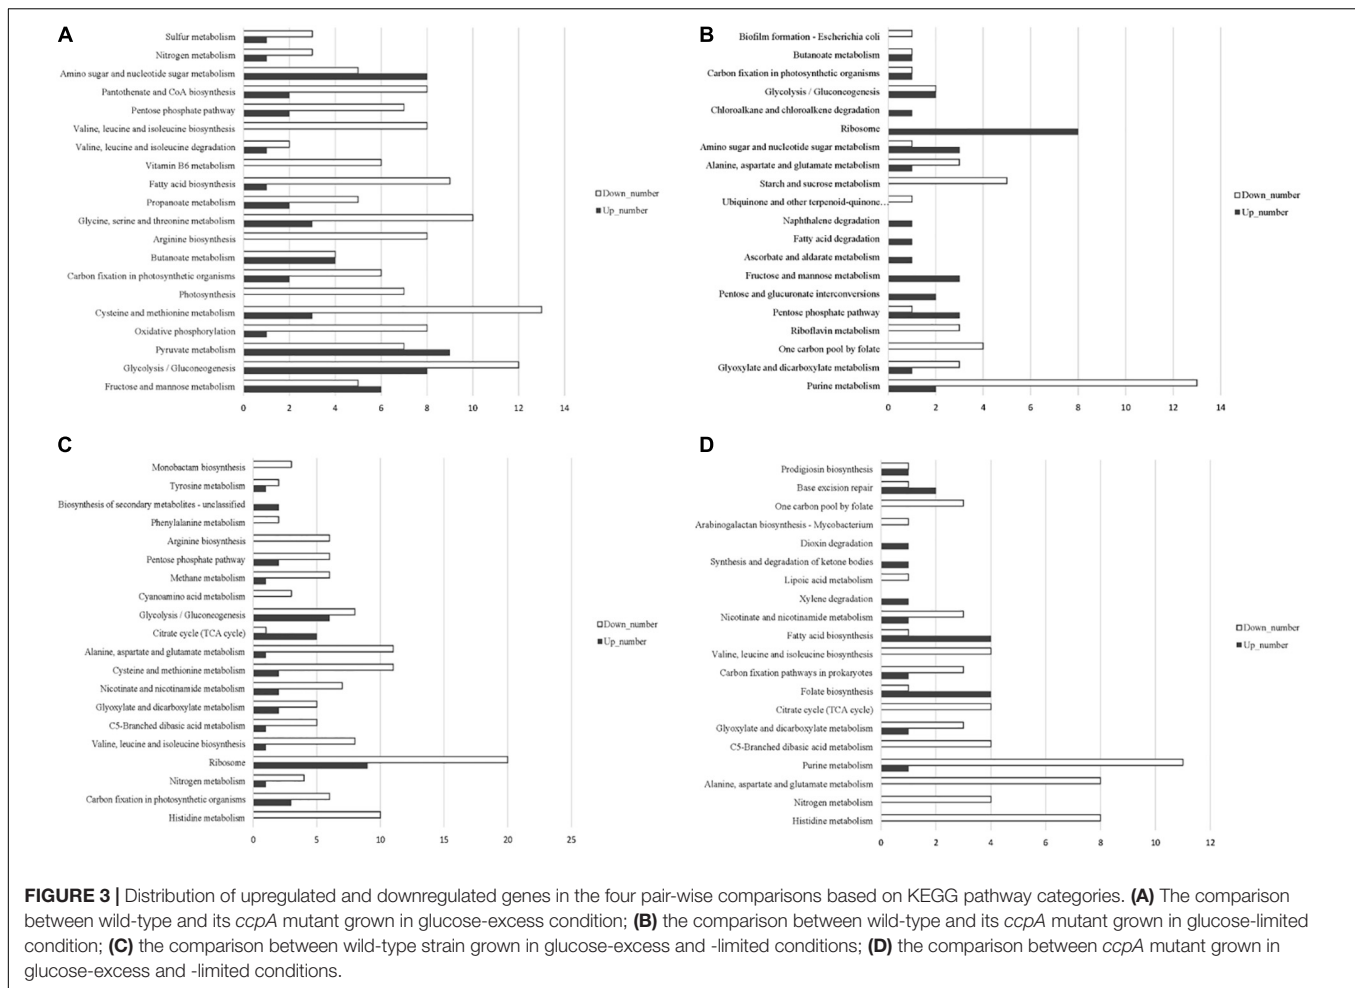 A
Sulfur metabolism
Nitrogen metabolism
Amino sugar and nucleotide sugar metabolism
Pantothenate and CoA biosynthesis
Pentose phosphate pathway
Valine, leucine and isoleucine biosynthesis
Valine, leucine and isoleucine degradation
Vitamin B6 metabolism
Fatty acid biosynthesis
Propanoate metabolism
Glycine, serine and threonine metabolism
Arginine biosynthesis
Butanoate metabolism
Carbon fixation in photosynthetic organisms
Photosynthesis
Cysteine and methionine metabolism
Oxidative phosphorylation
Pyruvate metabolism
Glycolysis / Gluconeogenesis
Fructose and mannose metabolism
0 2 4 6 8 10 12 14
Down_number
Up_number
B
Biofilm formation - Escherichia coli
Butanoate metabolism
Carbon fixation in photosynthetic organisms
Glycolysis / Gluconeogenesis
Chloroalkane and chloroalkene degradation
Ribosome
Amino sugar and nucleotide sugar metabolism
Alanine, aspartate and glutamate metabolism
Starch and sucrose metabolism
Ubiquinone and other terpenoid-quinone...
Naphthalene degradation
Fatty acid degradation
Ascorbate and aldarate metabolism
Fructose and mannose metabolism
Pentose and glucuronate interconversions
Pentose phosphate pathway
Riboflavin metabolism
One carbon pool by folate
Glyoxylate and dicarboxylate metabolism
Purine metabolism
0 2 4 6 8 10 12 14
Down_number
Up_number
C
Monobactam biosynthesis
Tyrosine metabolism
Biosynthesis of secondary metabolites - unclassified
Phenylalanine metabolism
Arginine biosynthesis
Pentose phosphate pathway
Methane metabolism
Cyanoamino acid metabolism
Glycolysis / Gluconeogenesis
Citrate cycle (TCA cycle)
Alanine, aspartate and glutamate metabolism
Cysteine and methionine metabolism
Nicotinate and nicotinamide metabolism
Glyoxylate and dicarboxylate metabolism
C5-Branched dibasic acid metabolism
Valine, leucine and isoleucine biosynthesis
Ribosome
Nitrogen metabolism
Carbon fixation in photosynthetic organisms
Histidine metabolism
0 5 10 15 20 25
Down_number
Up_number
D
Prodigiosin biosynthesis
Base excision repair
One carbon pool by folate
Arabinogalactan biosynthesis - Mycobacterium
Dioxin degradation
Synthesis and degradation of ketone bodies
Lipoic acid metabolism
Xylene degradation
Nicotinate and nicotinamide metabolism
Fatty acid biosynthesis
Valine, leucine and isoleucine biosynthesis
Carbon fixation pathways in prokaryotes
Folate biosynthesis
Citrate cycle (TCA cycle)
Glyoxylate and dicarboxylate metabolism
C5-Branched dibasic acid metabolism
Purine metabolism
Alanine, aspartate and glutamate metabolism
Nitrogen metabolism
Histidine metabolism
0 2 4 6 8 10 12
Down_number
Up_number
FIGURE 3 | Distribution of upregulated and downregulated genes in the four pair-wise comparisons based on KEGG pathway categories. (A) The comparison
between wild-type and its ccpA mutant grown in glucose-excess condition; (B) the comparison between wild-type and its ccpA mutant grown in glucose-limited
condition; (C) the comparison between wild-type strain grown in glucose-excess and -limited conditions; (D) the comparison between ccpA mutant grown in
glucose-excess and -limited conditions.